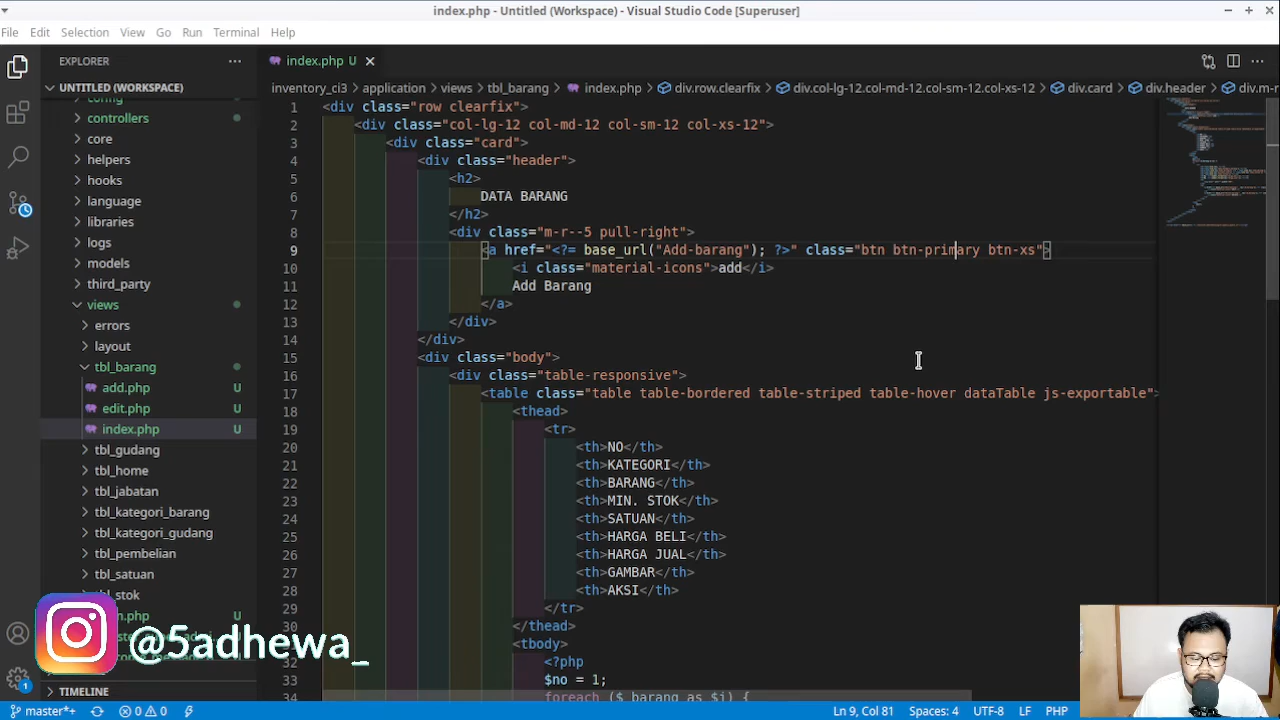 index.php - Untitled (Workspace) - Visual Studio Code [Superuser]
File Edit Selection View Go Run Terminal Help
EXPLORER
index.php U
UNTITLED (WORKSPACE)
inventory_ci3 > application > views > tbl_barang > index.php > div.row.clearfix > div.col-lg-12.col-md-12.col-sm-12.col-xs-12 > div.card > div.header > div.m-r
config
controllers
core
helpers
hooks
language
libraries
logs
models
third_party
views
errors
layout
tbl_barang
add.php U
edit.php U
index.php U
tbl_gudang
tbl_home
tbl_jabatan
tbl_kategori_barang
tbl_kategori_gudang
tbl_pembelian
tbl_satuan
tbl_stok
TIMELINE
1 <div class="row clearfix">
2 <div class="col-lg-12 col-md-12 col-sm-12 col-xs-12">
3 <div class="card">
4 <div class="header">
5 <h2>
6 DATA BARANG
7 </h2>
8 <div class="m-r--5 pull-right">
9 <a href="<?= base_url("Add-barang"); ?>" class="btn btn-primary btn-xs">
10 <i class="material-icons">add</i>
11 Add Barang
12 </a>
13 </div>
14 </div>
15 <div class="body">
16 <div class="table-responsive">
17 <table class="table table-bordered table-striped table-hover dataTable js-exportable">
18 <thead>
19 <tr>
20 <th>NO</th>
21 <th>KATEGORI</th>
22 <th>BARANG</th>
23 <th>MIN. STOK</th>
24 <th>SATUAN</th>
25 <th>HARGA BELI</th>
26 <th>HARGA JUAL</th>
27 <th>GAMBAR</th>
28 <th>AKSI</th>
29 </tr>
30 </thead>
31 <tbody>
32 <?php
33 $no = 1;
34 foreach ($ barang as $i) {
@5adhewa_
master*+ 0 0 Ln 9, Col 81 Spaces: 4 UTF-8 LF PHP